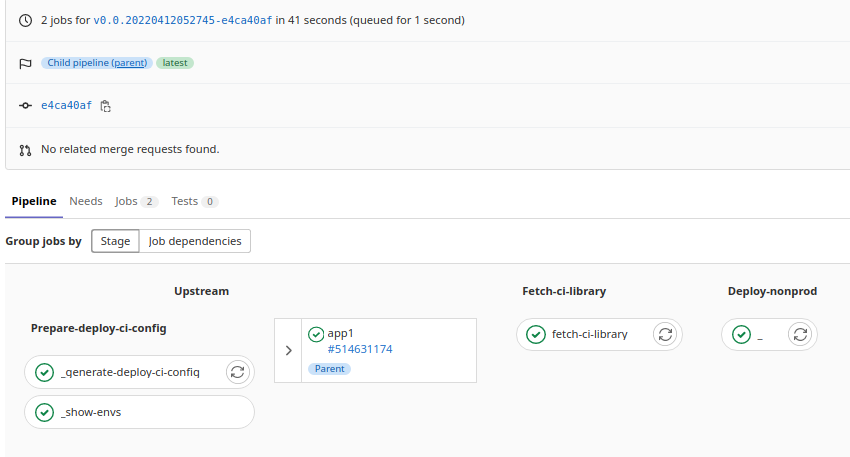 2 jobs for v0.0.20220412052745-e4ca40af in 41 seconds (queued for 1 second)
Child pipeline (parent) latest
e4ca40af
No related merge requests found.
Pipeline Needs Jobs 2 Tests 0
Group jobs by Stage Job dependencies
Upstream Fetch-ci-library Deploy-nonprod
Prepare-deploy-ci-config
app1
#514631174
Parent
fetch-ci-library
_
_generate-deploy-ci-config
_show-envs